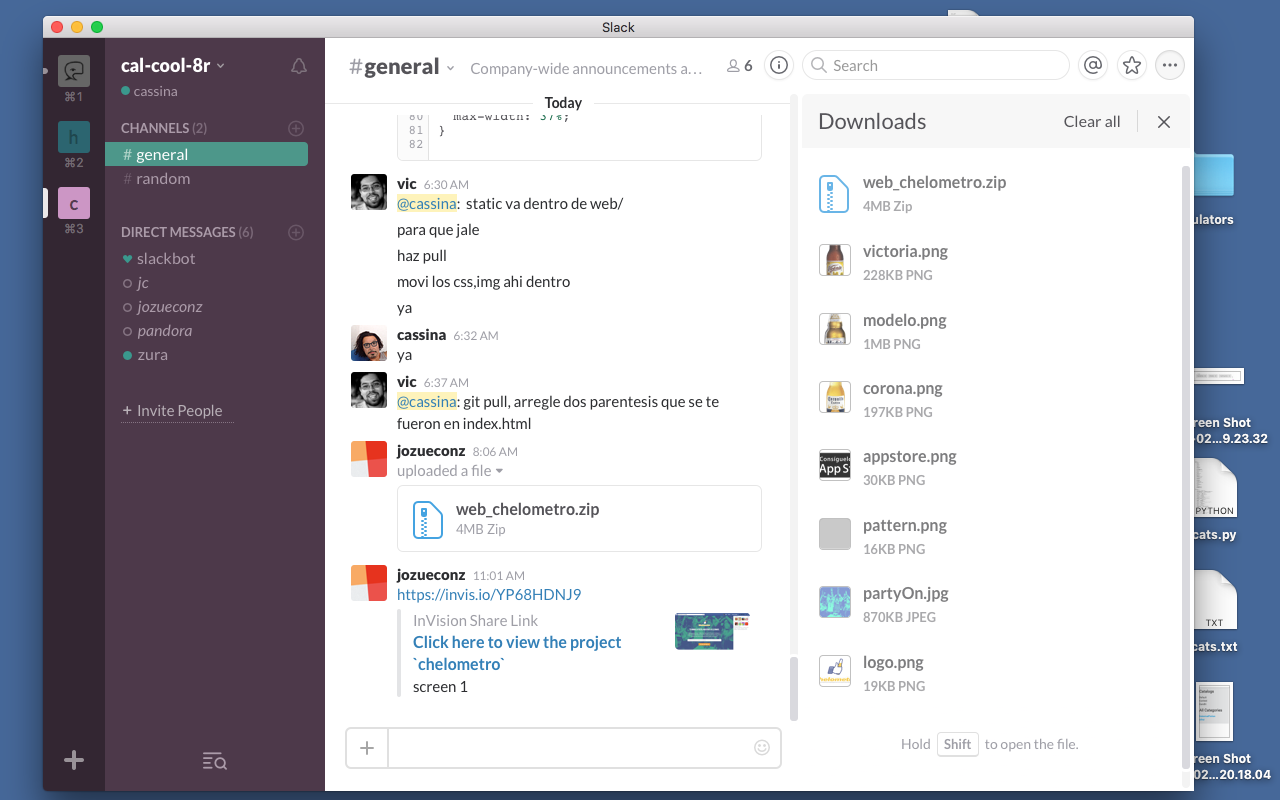 Slack
⌘1
h
⌘2
c
⌘3
cal-cool-8r
cassina
CHANNELS (2)
# general
# random
DIRECT MESSAGES (6)
slackbot
jc
jozueconz
pandora
zura
+ Invite People
#general
Company-wide announcements a…
6
Search
Today
80 max-width: 37%;
81 }
82
vic 6:30 AM
@cassina: static va dentro de web/
para que jale
haz pull
movi los css,img ahi dentro
ya
cassina 6:32 AM
ya
vic 6:37 AM
@cassina: git pull, arregle dos parentesis que se te
fueron en index.html
jozueconz 8:06 AM
uploaded a file
web_chelometro.zip
4MB Zip
jozueconz 11:01 AM
https://invis.io/YP68HDNJ9
InVision Share Link
Click here to view the project
`chelometro`
screen 1
Downloads
Clear all
web_chelometro.zip
4MB Zip
victoria.png
228KB PNG
modelo.png
1MB PNG
corona.png
197KB PNG
Consiguelo
App St
appstore.png
30KB PNG
pattern.png
16KB PNG
partyOn.jpg
870KB JPEG
logo.png
19KB PNG
Hold Shift to open the file.
ulators
reen Shot
02...9.23.32
PYTHON
cats.py
TXT
cats.txt
reen Shot
02...20.18.04